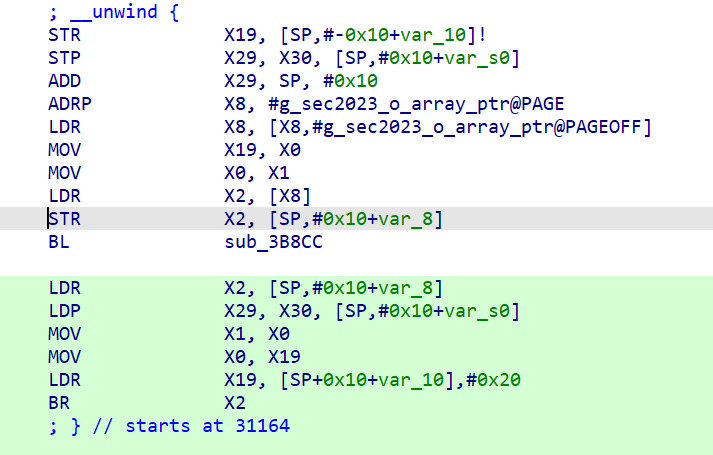 ; __unwind {
STR X19, [SP,#-0x10+var_10]!
STP X29, X30, [SP,#0x10+var_s0]
ADD X29, SP, #0x10
ADRP X8, #g_sec2023_o_array_ptr@PAGE
LDR X8, [X8,#g_sec2023_o_array_ptr@PAGEOFF]
MOV X19, X0
MOV X0, X1
LDR X2, [X8]
STR X2, [SP,#0x10+var_8]
BL sub_3B8CC
LDR X2, [SP,#0x10+var_8]
LDP X29, X30, [SP,#0x10+var_s0]
MOV X1, X0
MOV X0, X19
LDR X19, [SP+0x10+var_10],#0x20
BR X2
; } // starts at 31164